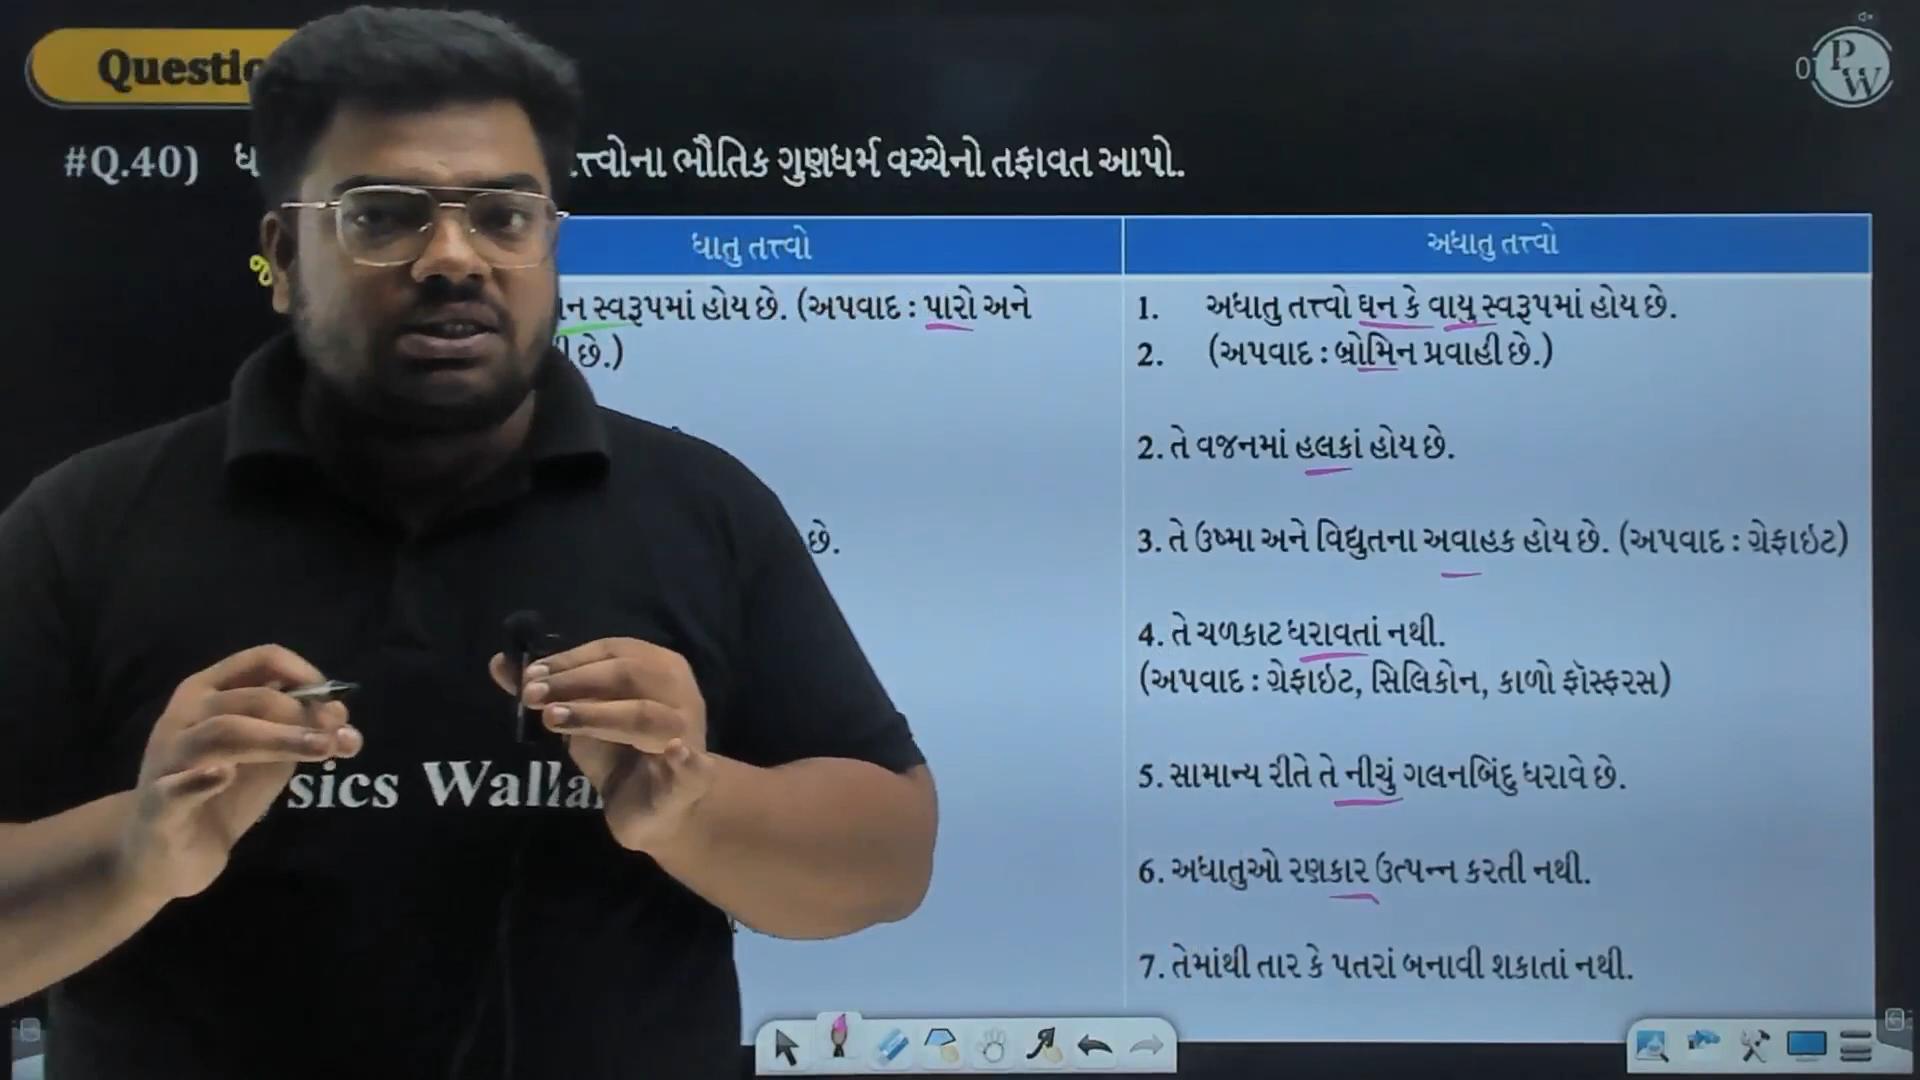 #Q.40) ત્ત્વોના ભૌતિક ગુણધર્મ વચ્ચેનો તફાવત આપો.
ધાતુ તત્ત્વો
સ્વરૂપમાં હોય છે. (અપવાદ : પારો અને
છે.)
છે.
અધાતુ તત્ત્વો
1. અધાતુ તત્ત્વો ઘન કે વાયુ સ્વરૂપમાં હોય છે.
2. (અપવાદ : બ્રોમિન પ્રવાહી છે.)
2. તે વજનમાં હલકાં હોય છે.
3. તે ઉષ્મા અને વિદ્યુતના અવાહક હોય છે. (અપવાદ : ગ્રેફાઇટ)
4. તે ચળકાટ ધરાવતાં નથી.
(અપવાદ : ગ્રેફાઇટ, સિલિકોન, કાળો ફૉસ્ફરસ)
5. સામાન્ય રીતે તે નીચું ગલનબિંદુ ધરાવે છે.
6. અધાતુઓ રણકાર ઉત્પન્ન કરતી નથી.
7. તેમાંથી તાર કે પતરાં બનાવી શકાતાં નથી.
PW
sics Walla